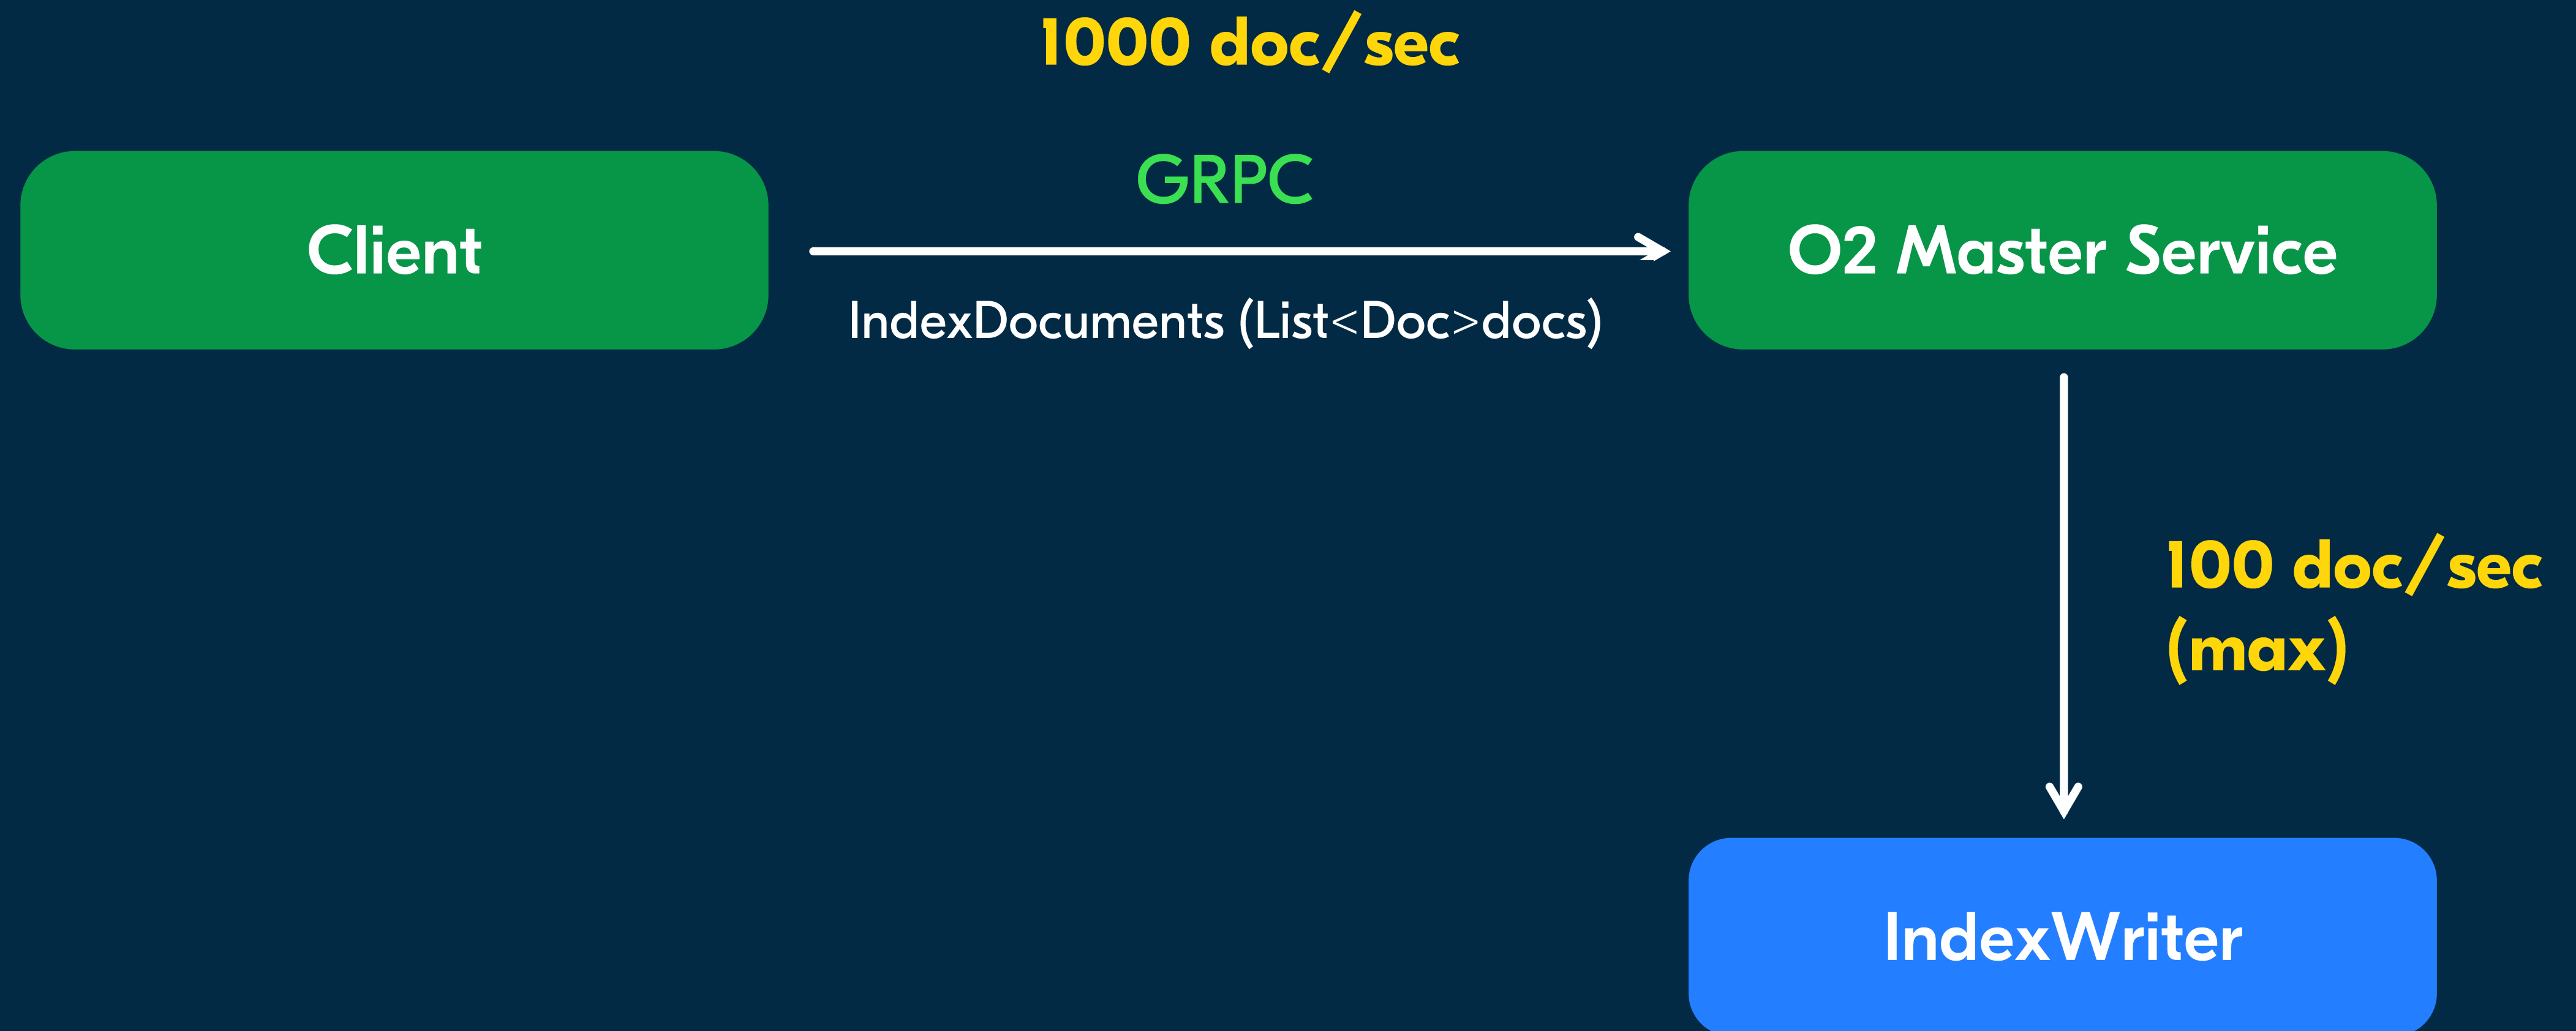 1000 doc/sec
GRPC
Client
O2 Master Service
IndexDocuments (List<Doc>docs)
100 doc/sec
(max)
IndexWriter